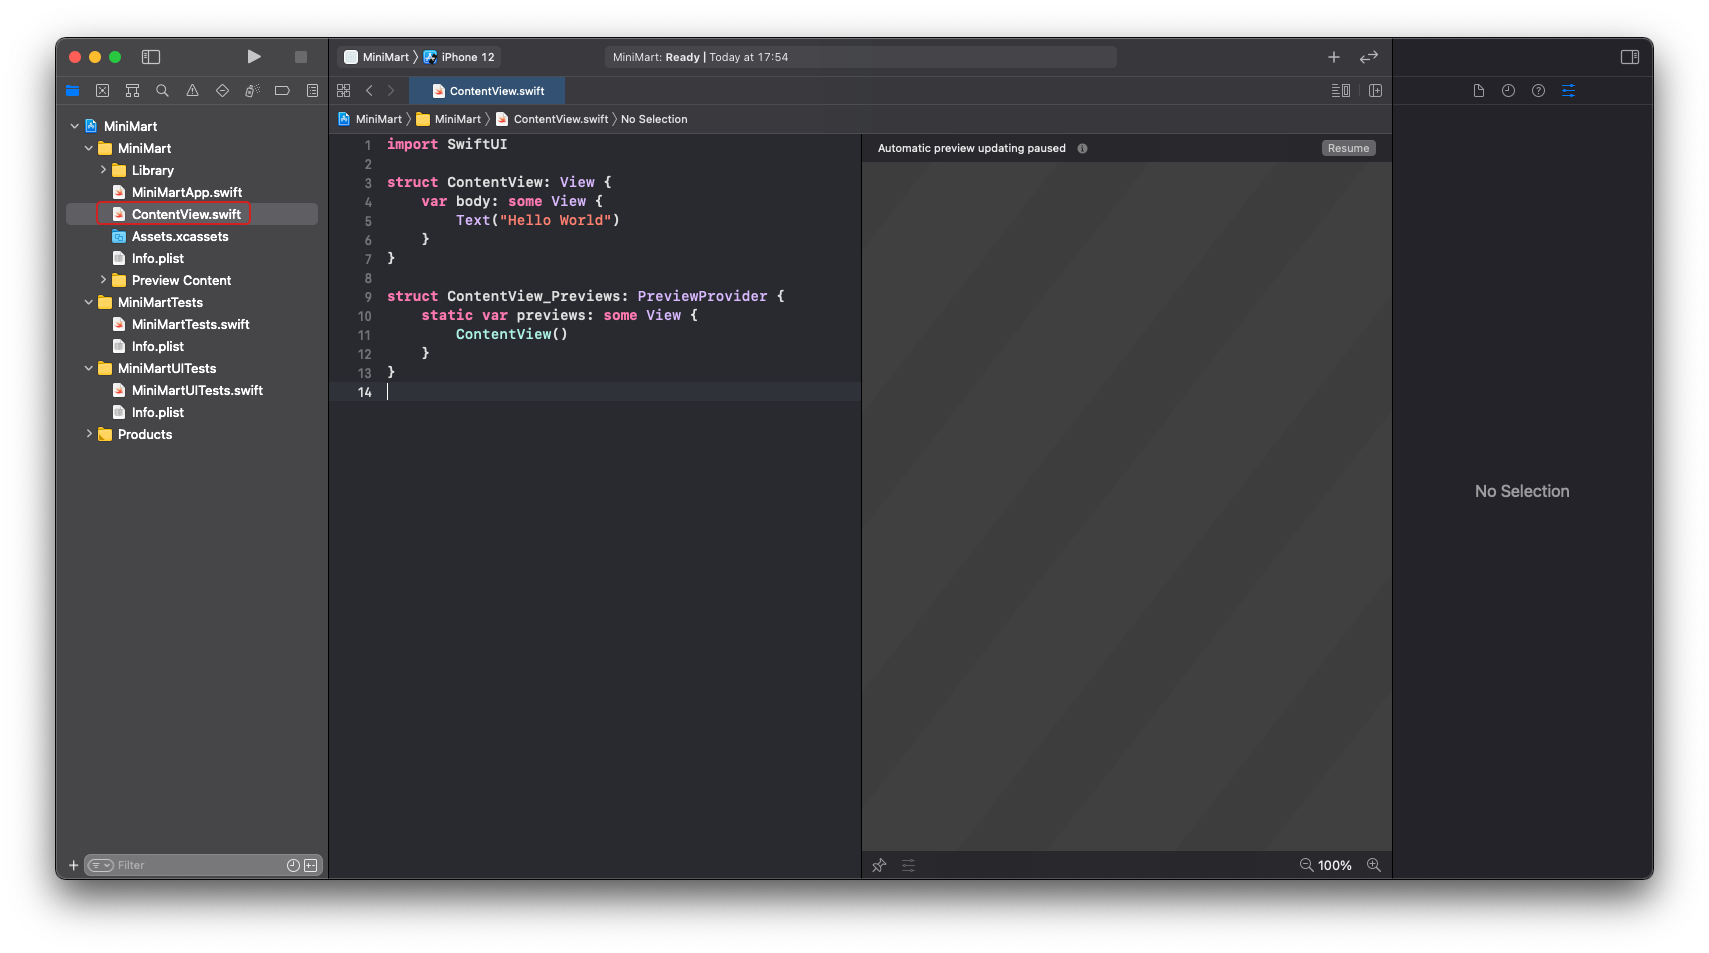 MiniMart 〉 iPhone 12
MiniMart: Ready | Today at 17:54
ContentView.swift
MiniMart 〉 MiniMart 〉 ContentView.swift 〉 No Selection
MiniMart
MiniMart
Library
MiniMartApp.swift
ContentView.swift
Assets.xcassets
Info.plist
Preview Content
MiniMartTests
MiniMartTests.swift
Info.plist
MiniMartUITests
MiniMartUITests.swift
Info.plist
Products
Filter
1 import SwiftUI
2
3 struct ContentView: View {
4 var body: some View {
5 Text("Hello World")
6 }
7 }
8
9 struct ContentView_Previews: PreviewProvider {
10 static var previews: some View {
11 ContentView()
12 }
13 }
14
Automatic preview updating paused
Resume
100%
No Selection